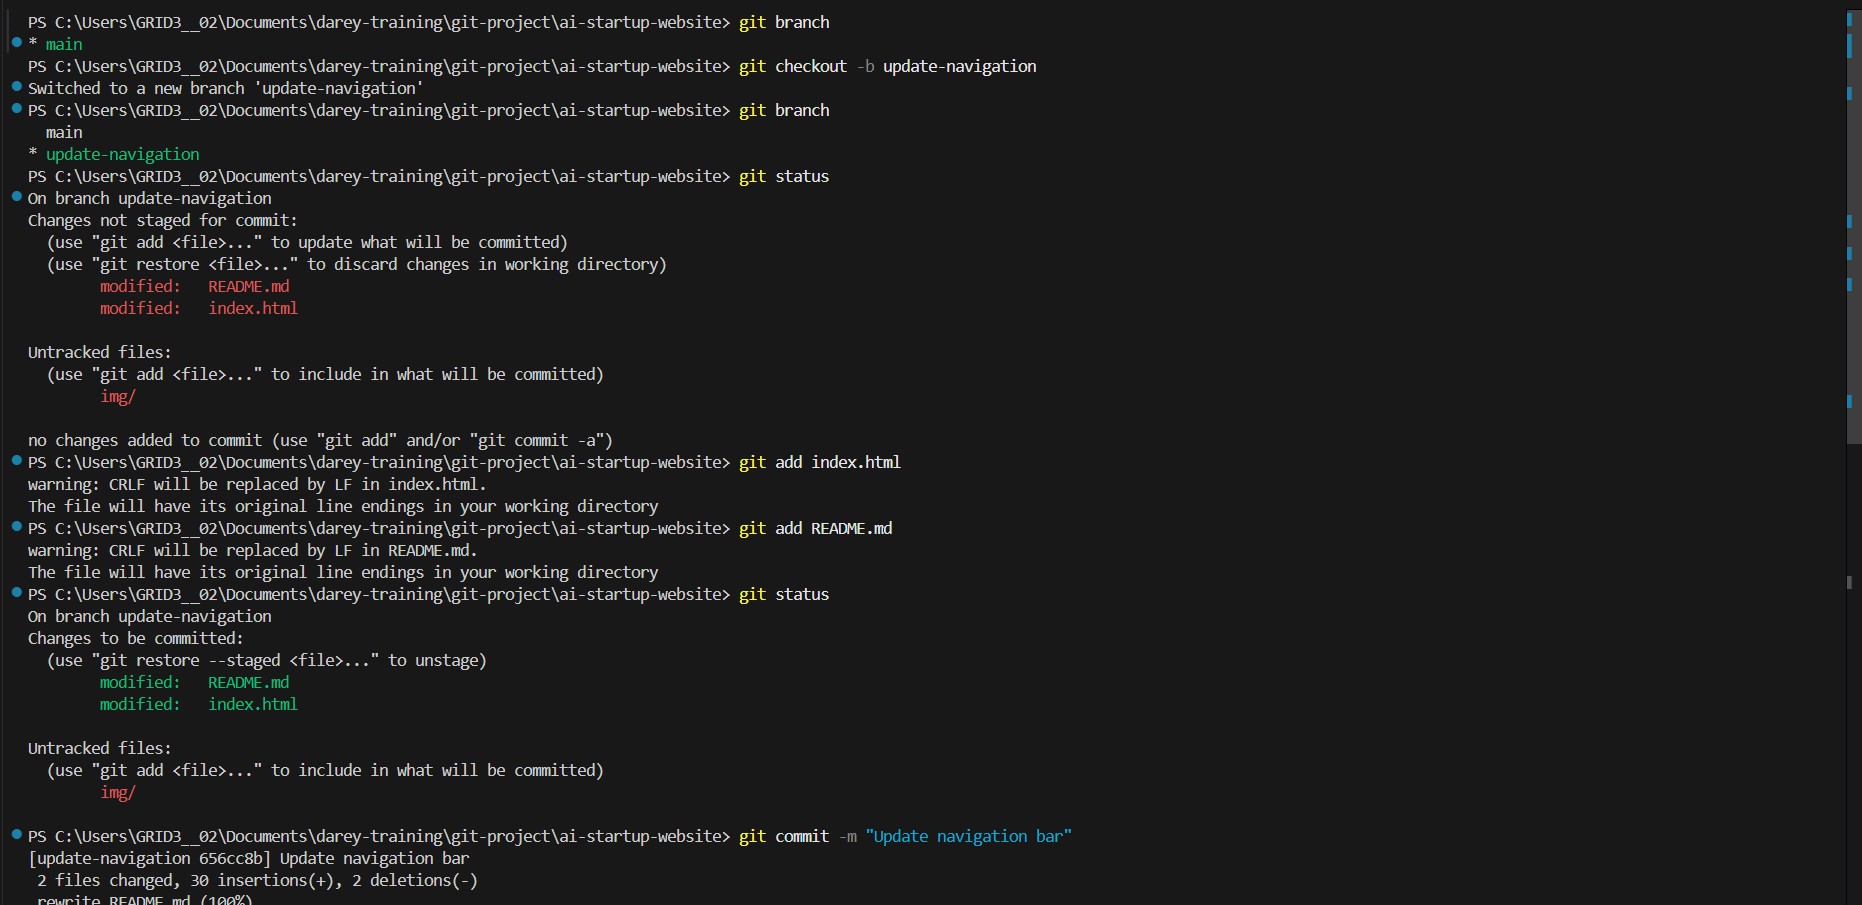 PS C:\Users\GRID3__02\Documents\darey-training\git-project\ai-startup-website> git branch
* main
PS C:\Users\GRID3__02\Documents\darey-training\git-project\ai-startup-website> git checkout -b update-navigation
Switched to a new branch 'update-navigation'
PS C:\Users\GRID3__02\Documents\darey-training\git-project\ai-startup-website> git branch
  main
* update-navigation
PS C:\Users\GRID3__02\Documents\darey-training\git-project\ai-startup-website> git status
On branch update-navigation
Changes not staged for commit:
  (use "git add <file>..." to update what will be committed)
  (use "git restore <file>..." to discard changes in working directory)
        modified:   README.md
        modified:   index.html

Untracked files:
  (use "git add <file>..." to include in what will be committed)
        img/

no changes added to commit (use "git add" and/or "git commit -a")
PS C:\Users\GRID3__02\Documents\darey-training\git-project\ai-startup-website> git add index.html
warning: CRLF will be replaced by LF in index.html.
The file will have its original line endings in your working directory
PS C:\Users\GRID3__02\Documents\darey-training\git-project\ai-startup-website> git add README.md
warning: CRLF will be replaced by LF in README.md.
The file will have its original line endings in your working directory
PS C:\Users\GRID3__02\Documents\darey-training\git-project\ai-startup-website> git status
On branch update-navigation
Changes to be committed:
  (use "git restore --staged <file>..." to unstage)
        modified:   README.md
        modified:   index.html

Untracked files:
  (use "git add <file>..." to include in what will be committed)
        img/

PS C:\Users\GRID3__02\Documents\darey-training\git-project\ai-startup-website> git commit -m "Update navigation bar"
[update-navigation 656cc8b] Update navigation bar
 2 files changed, 30 insertions(+), 2 deletions(-)
 rewrite README.md (100%)